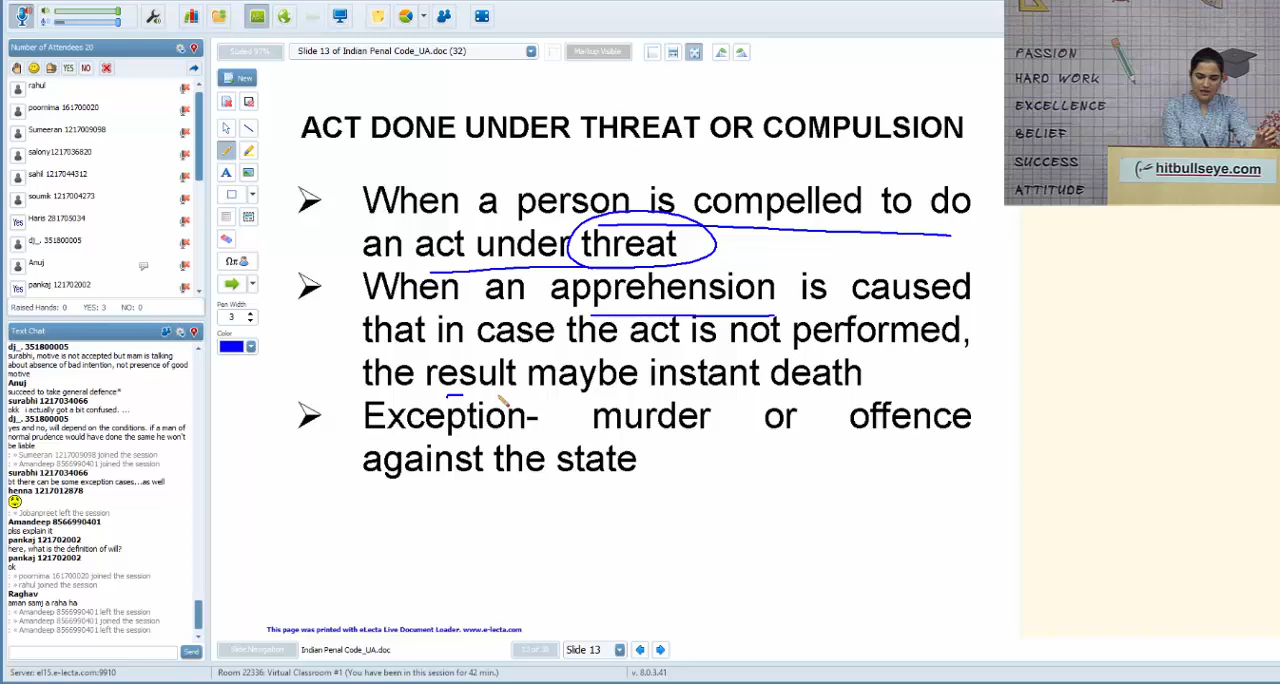 Scaled 97%
Slide 13 of Indian Penal Code_UA.doc (32)
Markup Visible
Number of Attendees 20
YES NO
rahul
poornima 161700020
Sumeeran 1217009098
salony1217036820
sahil 1217044312
soumik 1217004273
Yes Haris 281705034
dj_. 351800005
Anuj
Yes pankaj 121702002
Raised Hands: 0 YES: 3 NO: 0
Text Chat
dj_. 351800005
surabhi, motive is not accepted but mam is talking
about absence of bad intention, not presence of good
motive
Anuj
succeed to take general defence*
surabhi 1217034066
okk i actually got a bit confused. ...
dj_. 351800005
yes and no, will depend on the conditions. if a man of
normal prudence would have done the same he won't
be liable
: » Sumeeran 1217009098 joined the session
: » Amandeep 8566990401 joined the session
surabhi 1217034066
bt there can be some exception cases...as well
henna 1217012878
: » Jobanpreet left the session
Amandeep 8566990401
plss explain it
pankaj 121702002
here, what is the definition of will?
pankaj 121702002
ok
: » poornima 161700020 joined the session
: » rahul joined the session
Raghav
aman samj a raha ha
: » Amandeep 8566990401 left the session
: » Amandeep 8566990401 joined the session
: » Amandeep 8566990401 left the session
Send
New
A
Ωπ
Pen Width
3
Color
ACT DONE UNDER THREAT OR COMPULSION
When a person is compelled to do
an act under threat
When an apprehension is caused
that in case the act is not performed,
the result maybe instant death
Exception- murder or offence
against the state
This page was printed with eLecta Live Document Loader. www.e-lecta.com
Slide Navigation Indian Penal Code_UA.doc 13 of 38 Slide 13
Server: el15.e-lecta.com:9910 Room 22336: Virtual Classroom #1 (You have been in this session for 42 min.) v. 8.0.3.41
PASSION
HARD WORK
EXCELLENCE
BELIEF
SUCCESS
ATTITUDE
hitbullseye.com